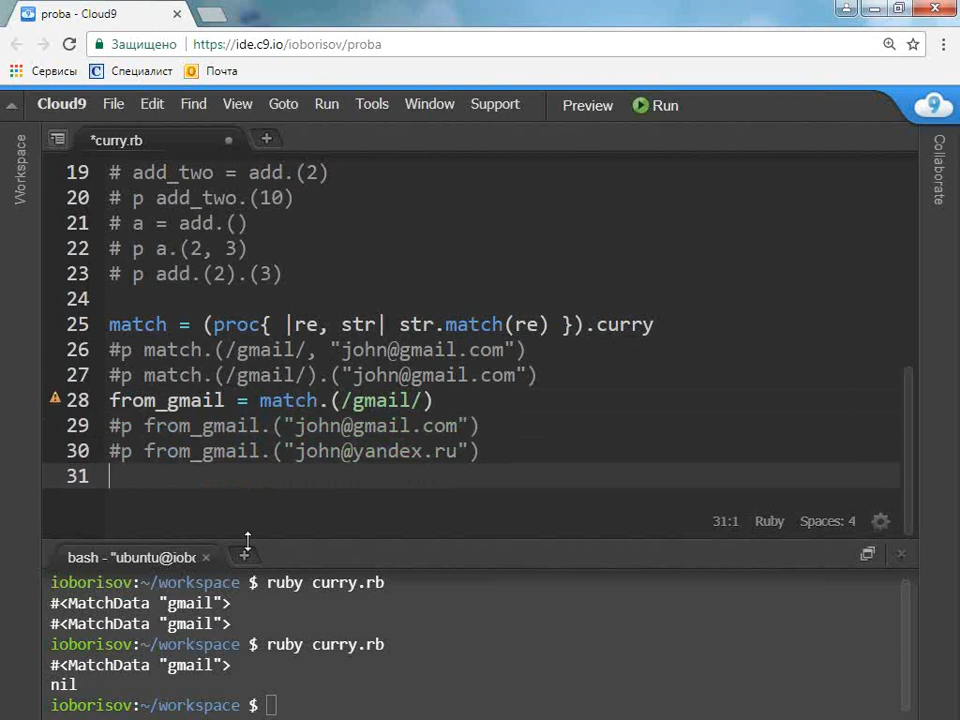 proba - Cloud9
Защищено https://ide.c9.io/ioborisov/proba
Сервисы Специалист Почта
Cloud9 File Edit Find View Goto Run Tools Window Support Preview Run
Workspace
Collaborate
*curry.rb
19 # add_two = add.(2)
20 # p add_two.(10)
21 # a = add.()
22 # p a.(2, 3)
23 # p add.(2).(3)
24
25 match = (proc{ |re, str| str.match(re) }).curry
26 #p match.(/gmail/, "john@gmail.com")
27 #p match.(/gmail/).("john@gmail.com")
28 from_gmail = match.(/gmail/)
29 #p from_gmail.("john@gmail.com")
30 #p from_gmail.("john@yandex.ru")
31
31:1 Ruby Spaces: 4
bash - "ubuntu@iobo
ioborisov:~/workspace $ ruby curry.rb
#<MatchData "gmail">
#<MatchData "gmail">
ioborisov:~/workspace $ ruby curry.rb
#<MatchData "gmail">
nil
ioborisov:~/workspace $